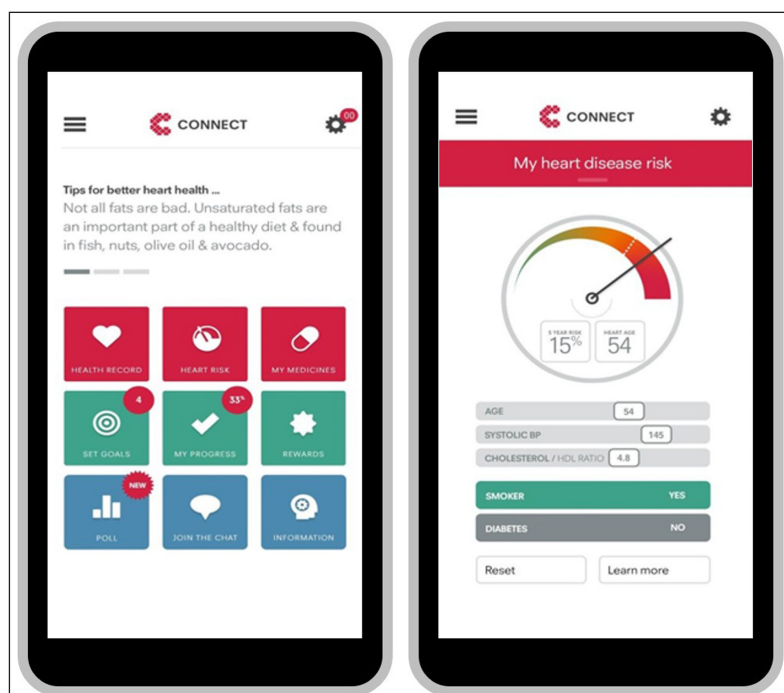 CONNECT
00
Tips for better heart health ...
Not all fats are bad. Unsaturated fats are
an important part of a healthy diet & found
in fish, nuts, olive oil & avocado.
HEALTH RECORD
HEART RISK
MY MEDICINES
4
33%
SET GOALS
MY PROGRESS
REWARDS
NEW
POLL
JOIN THE CHAT
INFORMATION
CONNECT
My heart disease risk
5 YEAR RISK
15%
HEART AGE
54
AGE 54
SYSTOLIC BP 145
CHOLESTEROL / HDL RATIO 4.8
SMOKER YES
DIABETES NO
Reset
Learn more